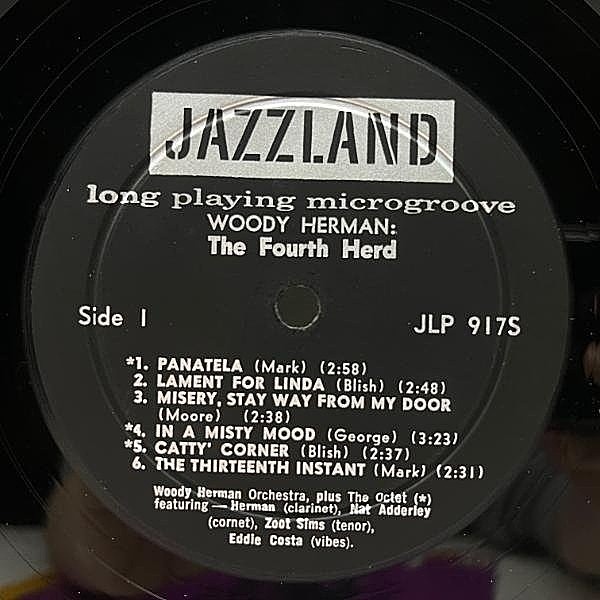 JAZZLAND
long playing microgroove
WOODY HERMAN:
The Fourth Herd
Side 1
JLP 917S
*1. PANATELA (Mark) (2:58)
2. LAMENT FOR LINDA (Blish) (2:48)
3. MISERY, STAY WAY FROM MY DOOR
(Moore) (2:38)
*4. IN A MISTY MOOD (George) (3:23)
*5. CATTY' CORNER (Blish) (2:37)
6. THE THIRTEENTH INSTANT (Mark) (2:31)
Woody Herman Orchestra, plus The Octet (*)
featuring — Herman (clarinet), Nat Adderley
(cornet), Zoot Sims (tenor),
Eddie Costa (vibes).